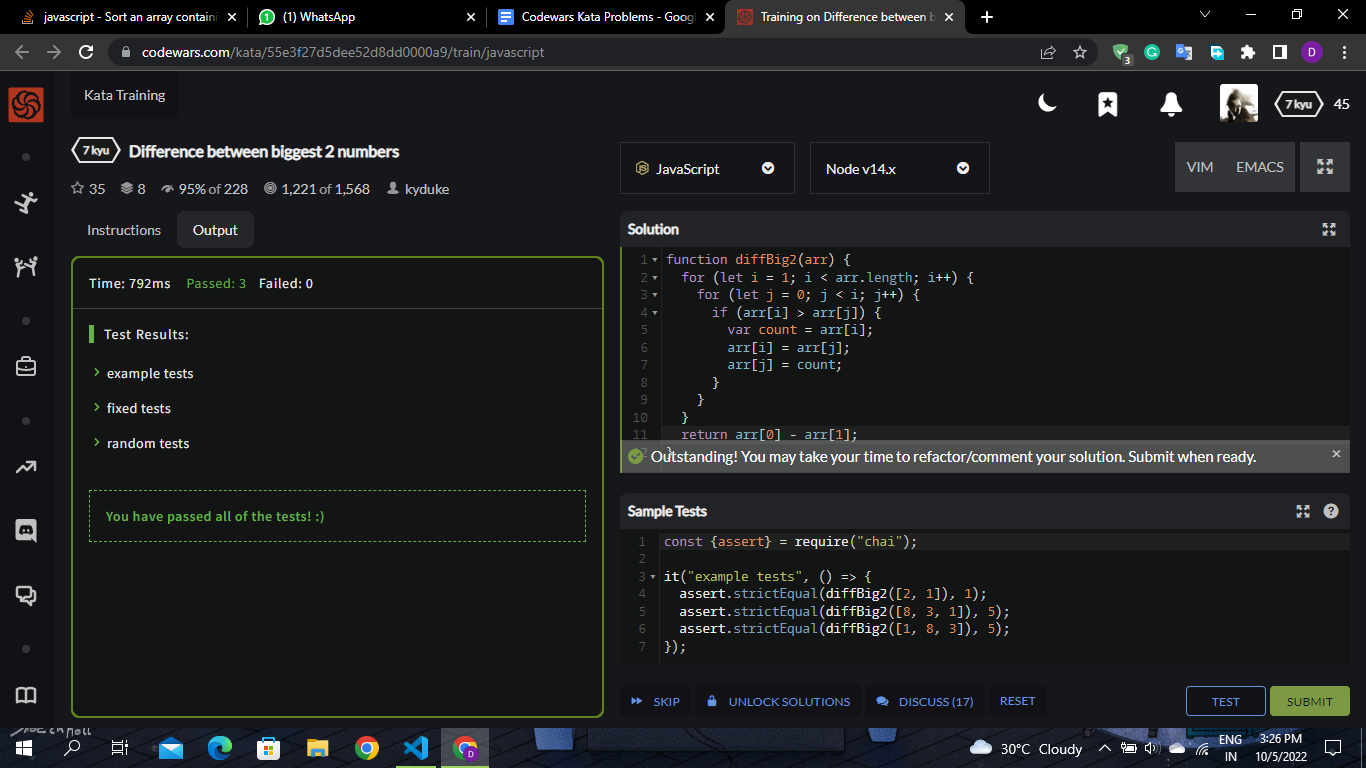 javascript - Sort an array containi
(1) WhatsApp
Codewars Kata Problems - Googl
Training on Difference between b
codewars.com/kata/55e3f27d5dee52d8dd0000a9/train/javascript
3
D
Kata Training
7 kyu
45
7 kyu
Difference between biggest 2 numbers
35 8 95% of 228 1,221 of 1,568 kyduke
Instructions
Output
Time: 792ms Passed: 3 Failed: 0
Test Results:
example tests
fixed tests
random tests
You have passed all of the tests! :)
JS
JavaScript
Node v14.x
VIM
EMACS
Solution
1 function diffBig2(arr) {
2 for (let i = 1; i < arr.length; i++) {
3 for (let j = 0; j < i; j++) {
4 if (arr[i] > arr[j]) {
5 var count = arr[i];
6 arr[i] = arr[j];
7 arr[j] = count;
8 }
9 }
10 }
11 return arr[0] - arr[1];
}
Outstanding! You may take your time to refactor/comment your solution. Submit when ready.
Sample Tests
1 const {assert} = require("chai");
2
3 it("example tests", () => {
4 assert.strictEqual(diffBig2([2, 1]), 1);
5 assert.strictEqual(diffBig2([8, 3, 1]), 5);
6 assert.strictEqual(diffBig2([1, 8, 3]), 5);
7 });
SKIP
UNLOCK SOLUTIONS
DISCUSS (17)
RESET
TEST
SUBMIT
D
30°C Cloudy
ENG
IN
3:26 PM
10/5/2022